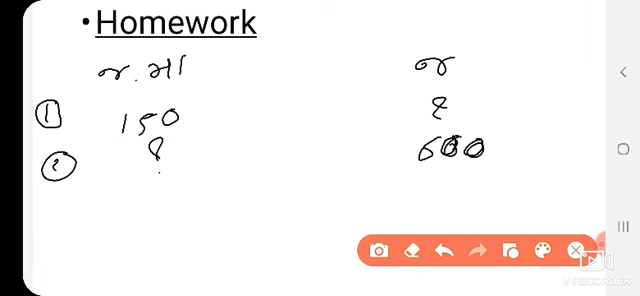 • Homework
જ. મા જ
① 150 ?
② ? 600
V RECORDER